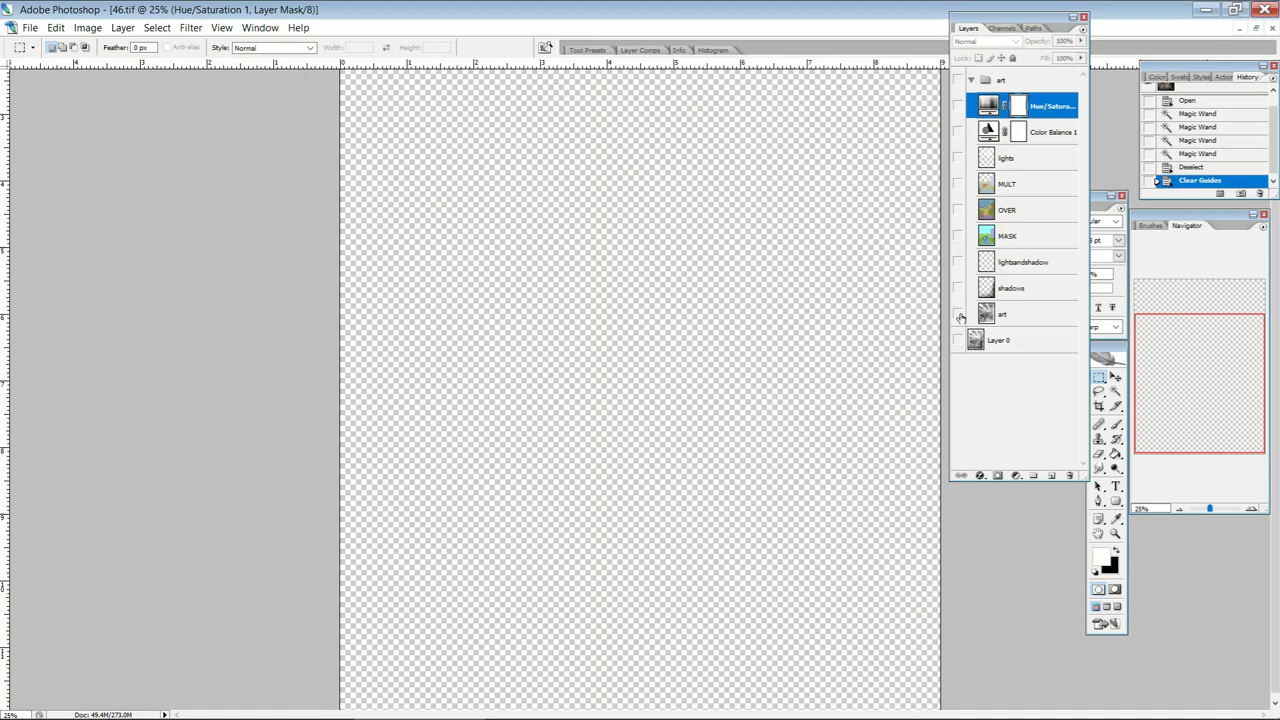 Adobe Photoshop - [46.tif @ 25% (Hue/Saturation 1, Layer Mask/8)]
File Edit Image Layer Select Filter View Window Help
Feather: 0 px Anti-alias Style: Normal Width: Height:
Tool Presets Layer Comps Info Histogram
Layers Channels Paths
Normal Opacity: 100%
Lock: Fill: 100%
art
Hue/Satura...
Color Balance 1
lights
MULT
OVER
MASK
lightsandshadow
shadows
art
Layer 0
Color Swatc Styles Actior History
Open
Magic Wand
Magic Wand
Magic Wand
Magic Wand
Deselect
Clear Guides
Brushes Navigator
25%
25% Doc: 49.4M/273.0M